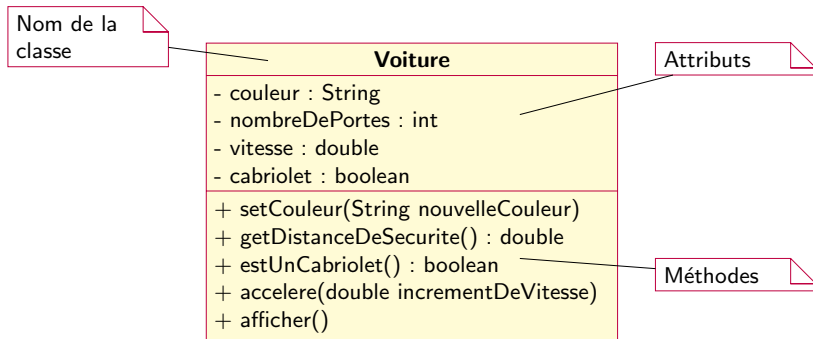 Nom de la
classe
Voiture
Attributs
- couleur : String
- nombreDePortes : int
- vitesse : double
- cabriolet : boolean
+ setCouleur(String nouvelleCouleur)
+ getDistanceDeSecurite() : double
+ estUnCabriolet() : boolean
+ accelere(double incrementDeVitesse)
+ afficher()
Méthodes